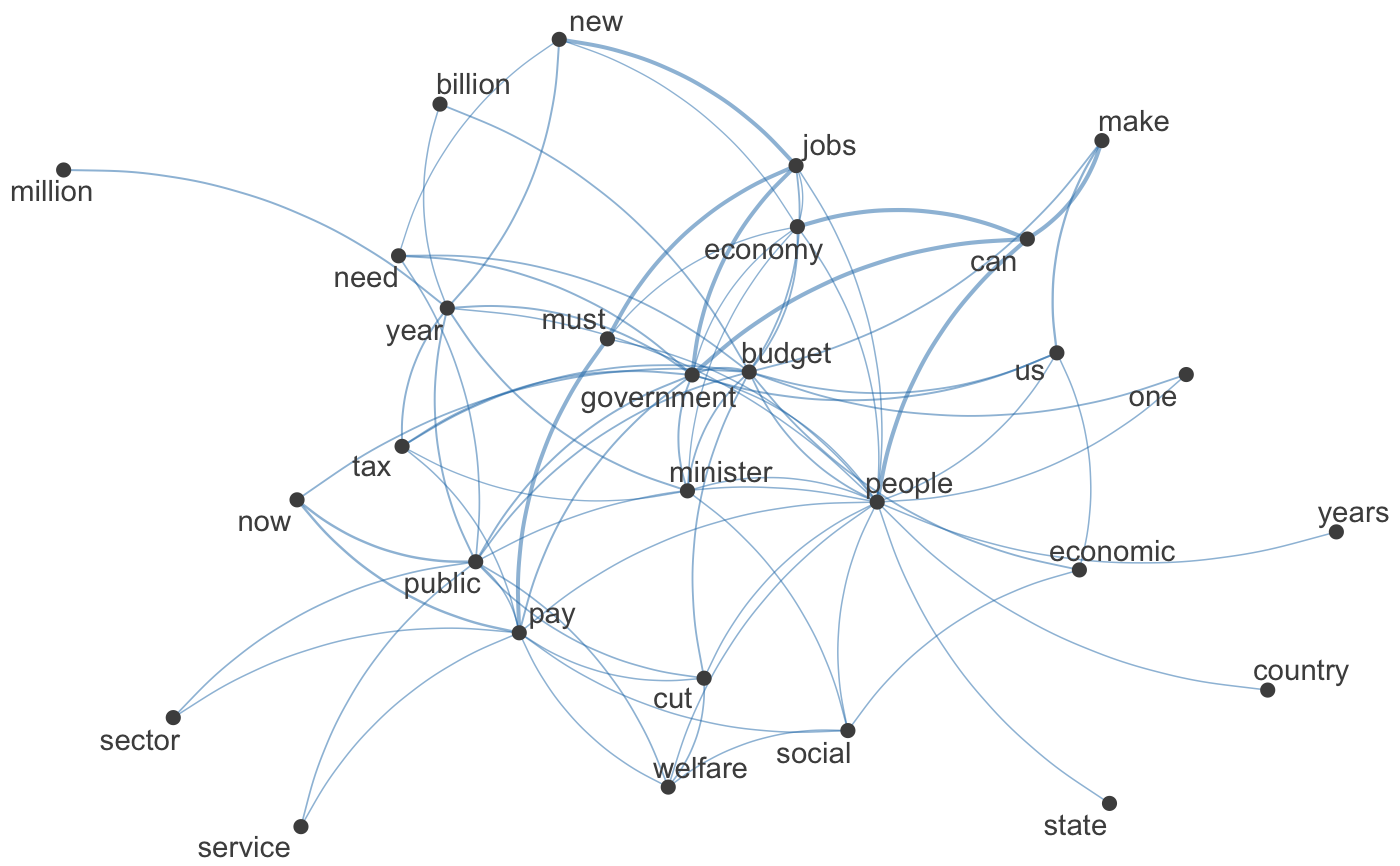 new
billion
make
jobs
million
economy
can
need
must
year
budget
us
government
one
tax
minister
people
now
years
economic
public
pay
country
cut
sector
social
welfare
state
service